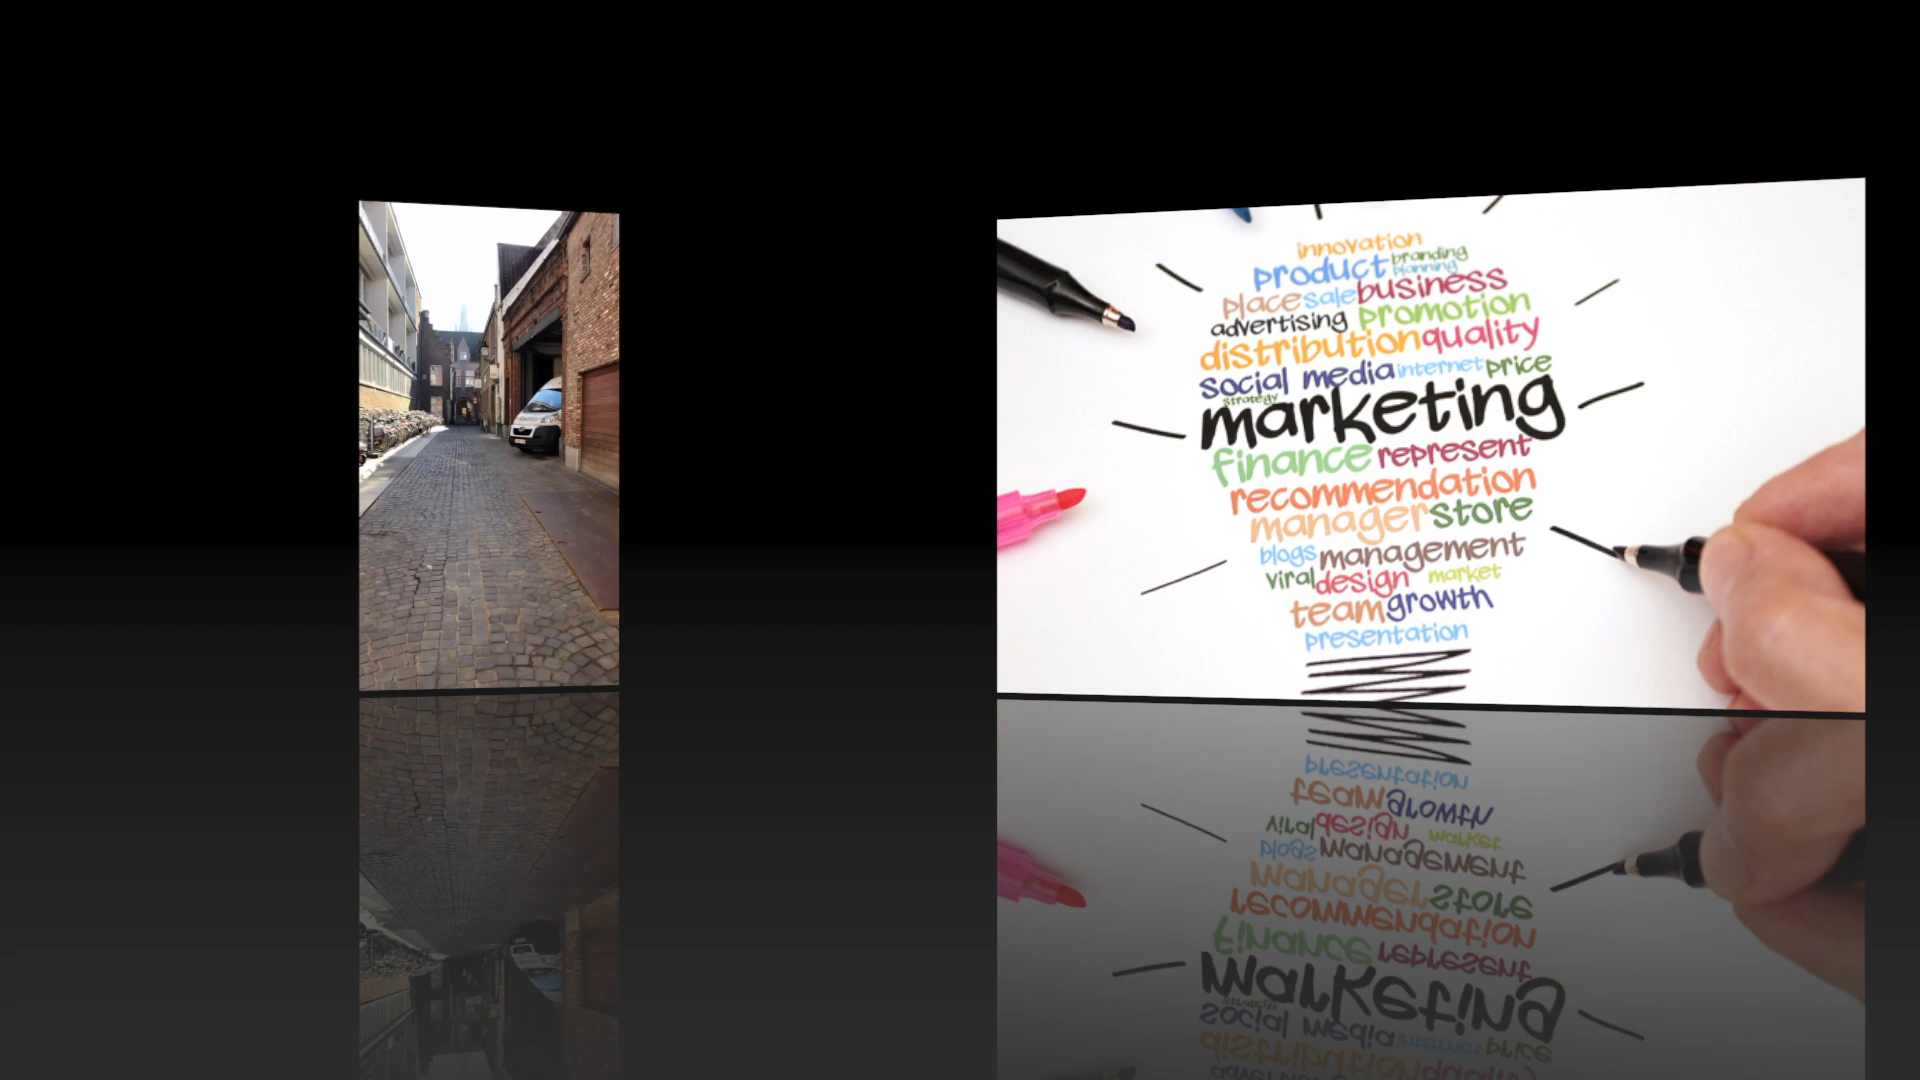 innovation
product branding
planning
place sale business
advertising promotion
distribution quality
social media internet price
strategy
marketing
finance represent
recommendation
manager store
blogs management
viral design market
team growth
presentation